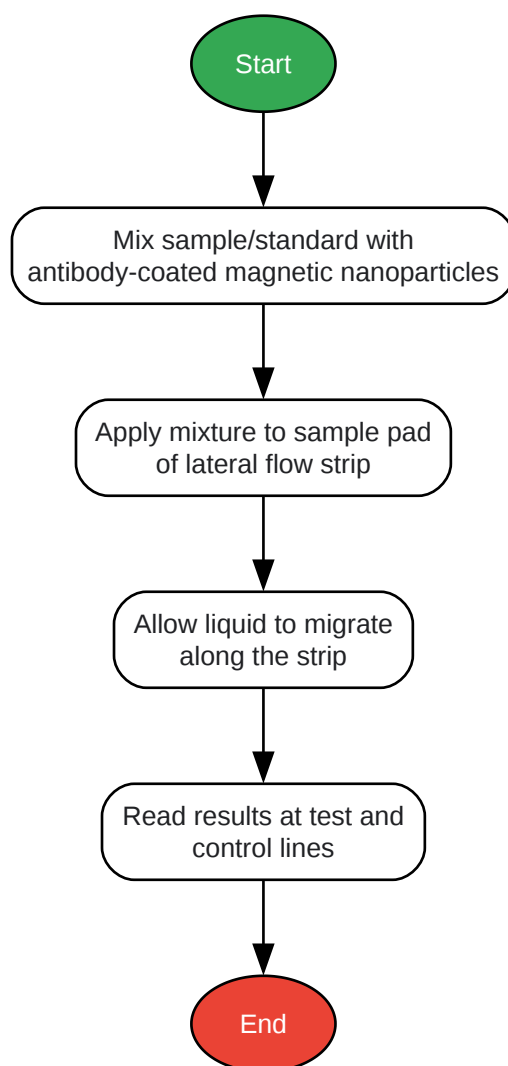 Start
Mix sample/standard with
antibody-coated magnetic nanoparticles
Apply mixture to sample pad
of lateral flow strip
Allow liquid to migrate
along the strip
Read results at test and
control lines
End